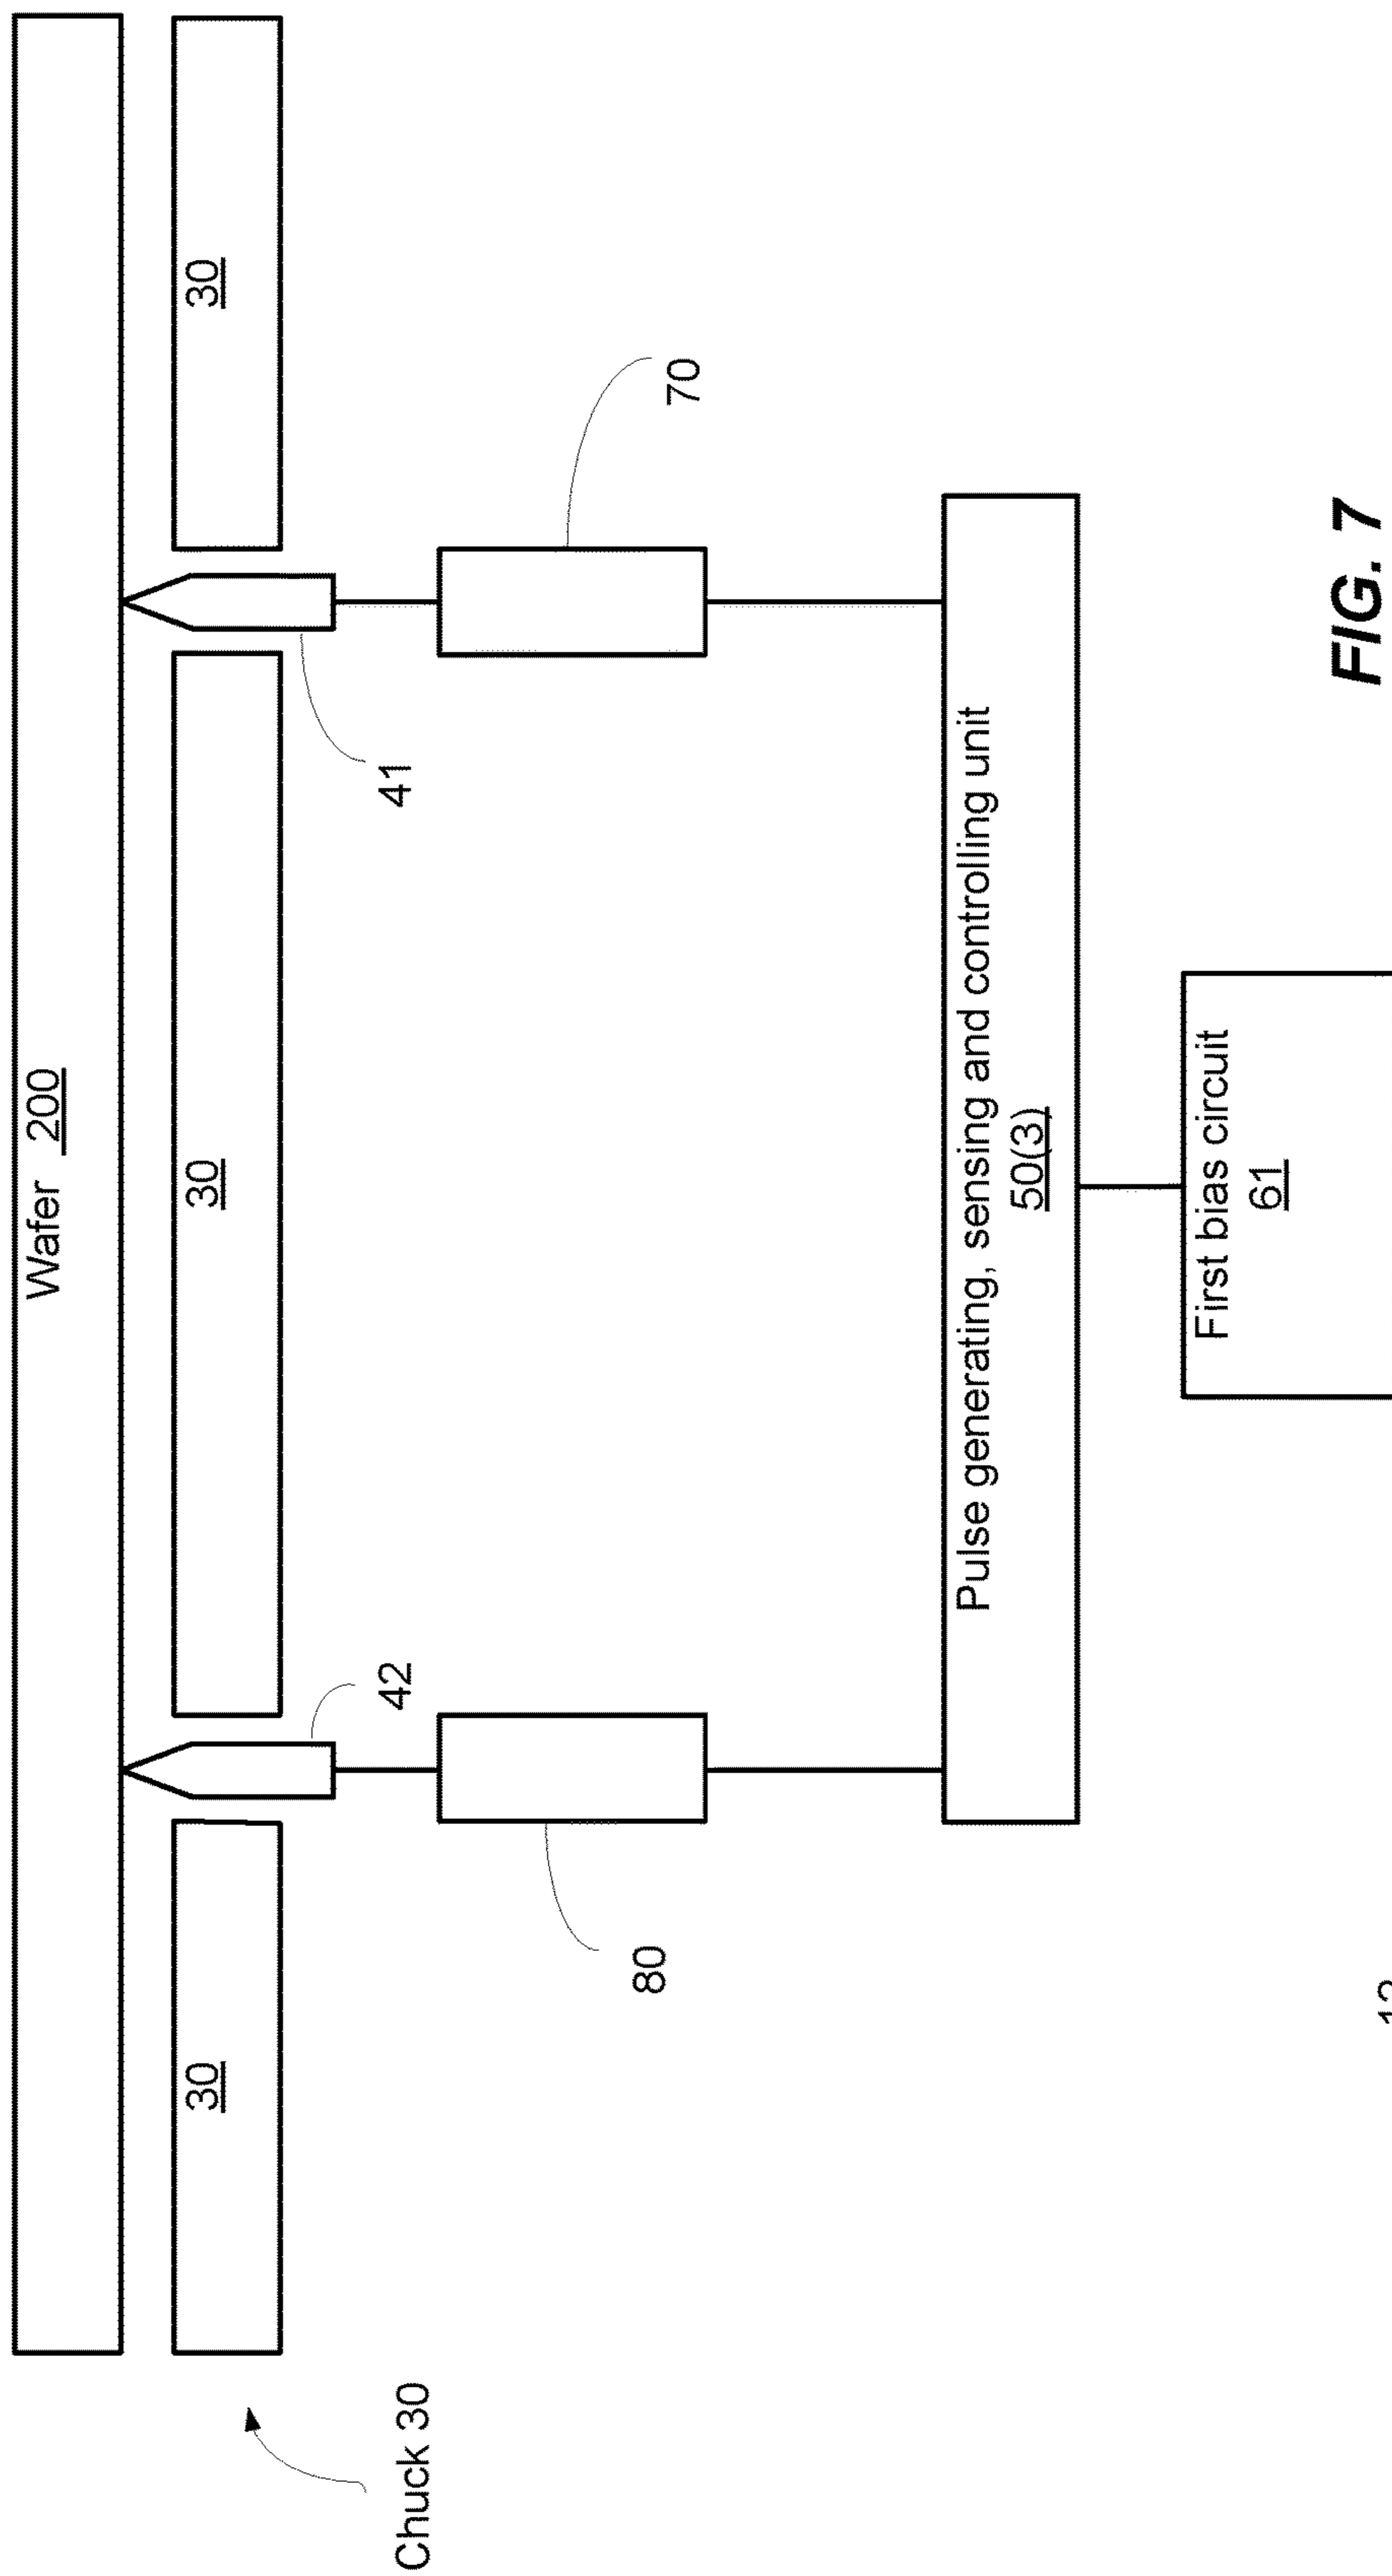 Wafer 200
30
30
30
Chuck 30
42
41
80
70
Pulse generating, sensing and controlling unit
50(3)
First bias circuit
61
FIG. 7